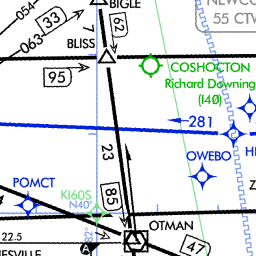 BIGLE
NEWCO
55 CTW
054
063
33
7
62
BLISS
95
COSHOCTON
Richard Downing
(I40)
281
23
OWEBO
POMCT
85
KI60S
N40°
OTMAN
22.5
82°
47
A